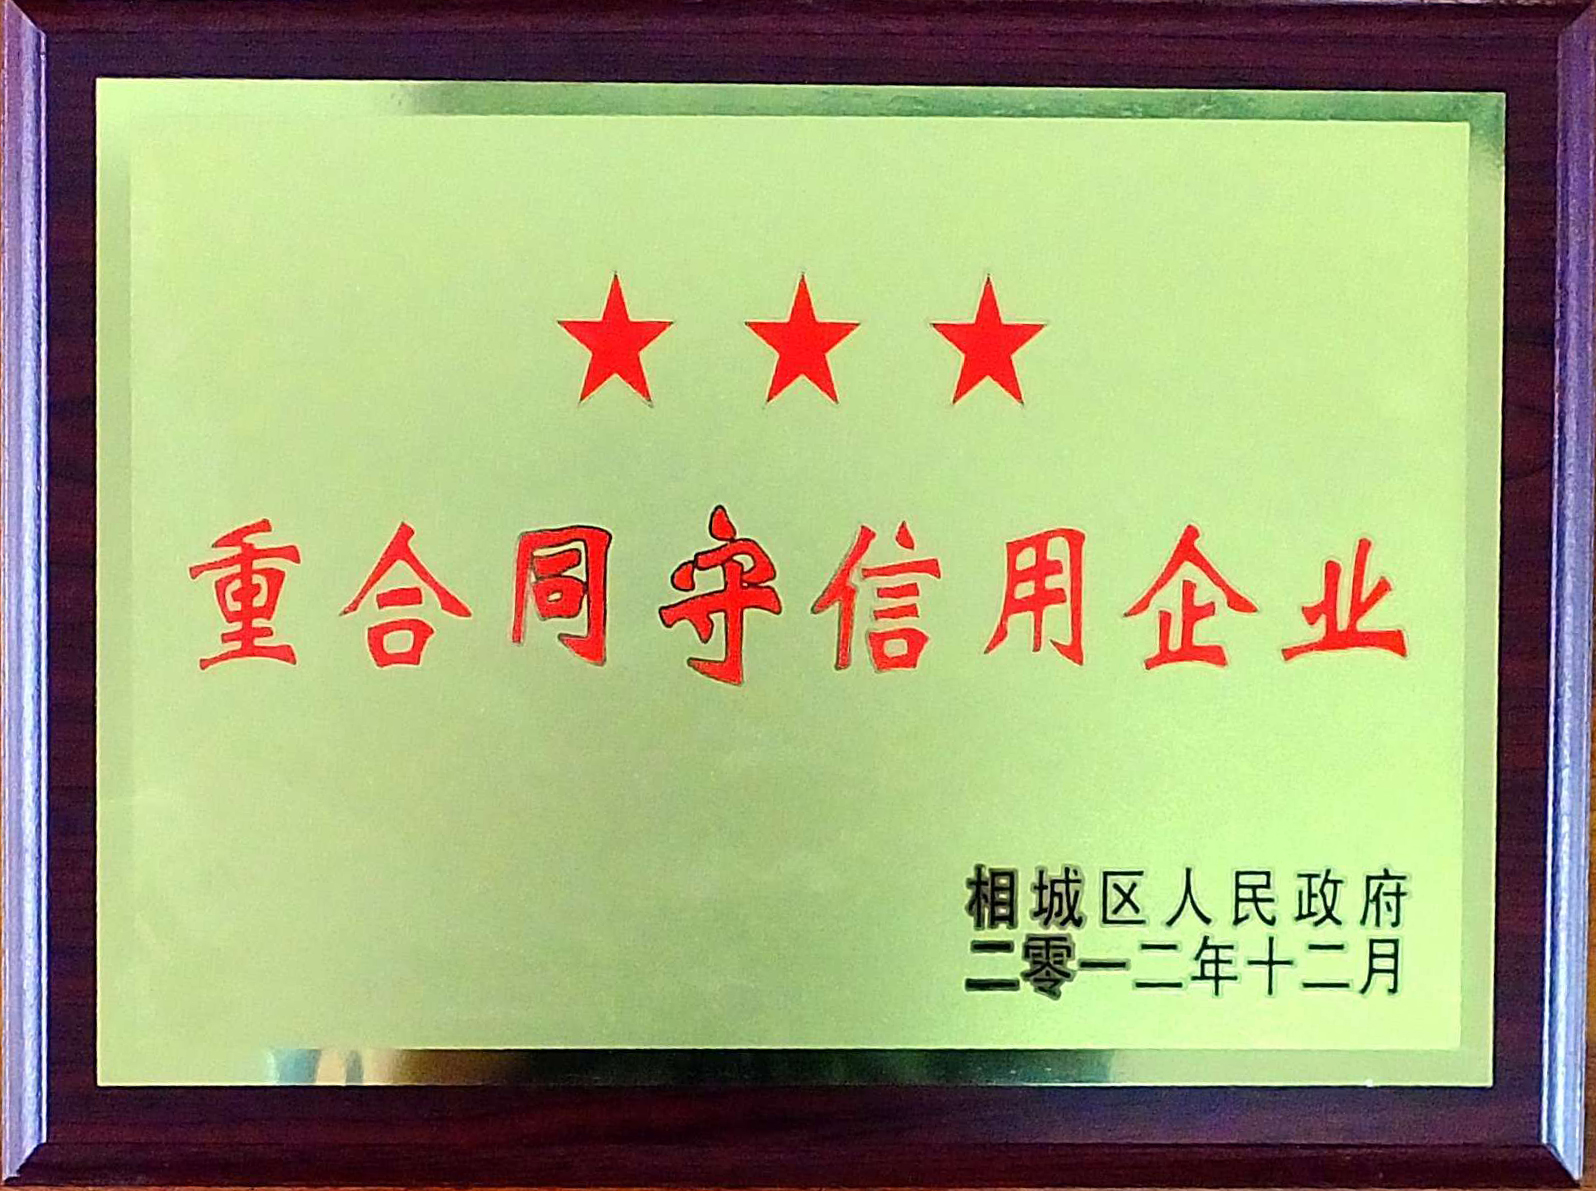 重合同守信用企业
相城区人民政府
二零一二年十二月